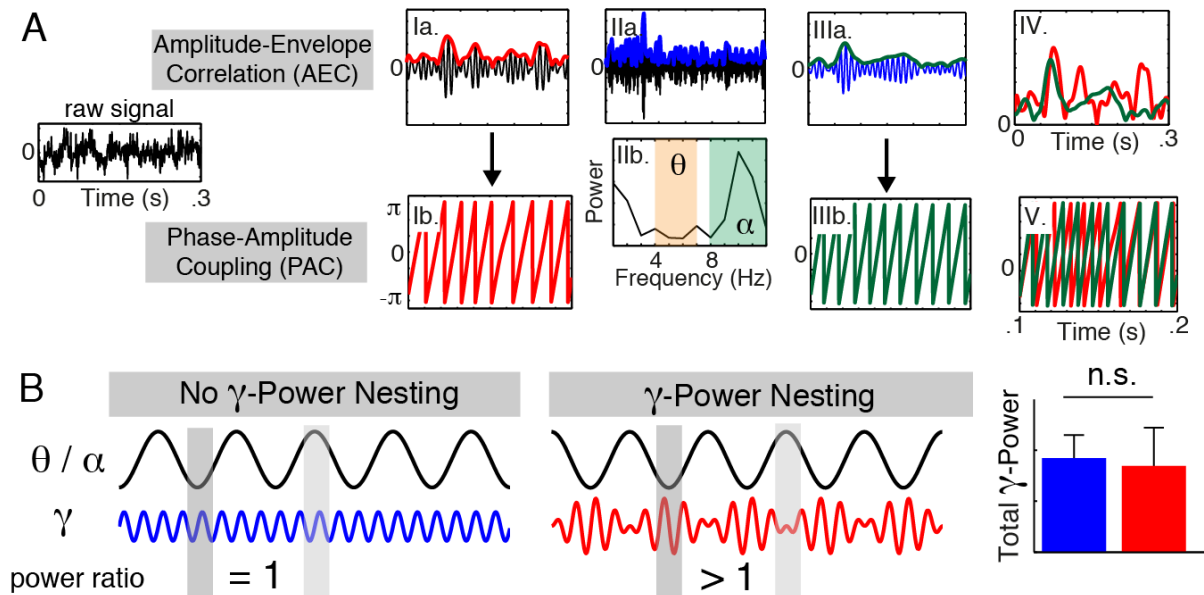 A
Amplitude-Envelope
Correlation (AEC)
raw signal
0
0
Time (s)
.3
Phase-Amplitude
Coupling (PAC)
Ia.
0
Ib.
π
0
-π
IIa.
0
IIb.
θ
α
Power
4
8
Frequency (Hz)
IIIa.
0
IIIb.
0
IV.
0
Time (s)
.3
V.
0
.1
Time (s)
.2
B
No γ-Power Nesting
γ-Power Nesting
θ / α
γ
power ratio
= 1
> 1
n.s.
Total γ-Power